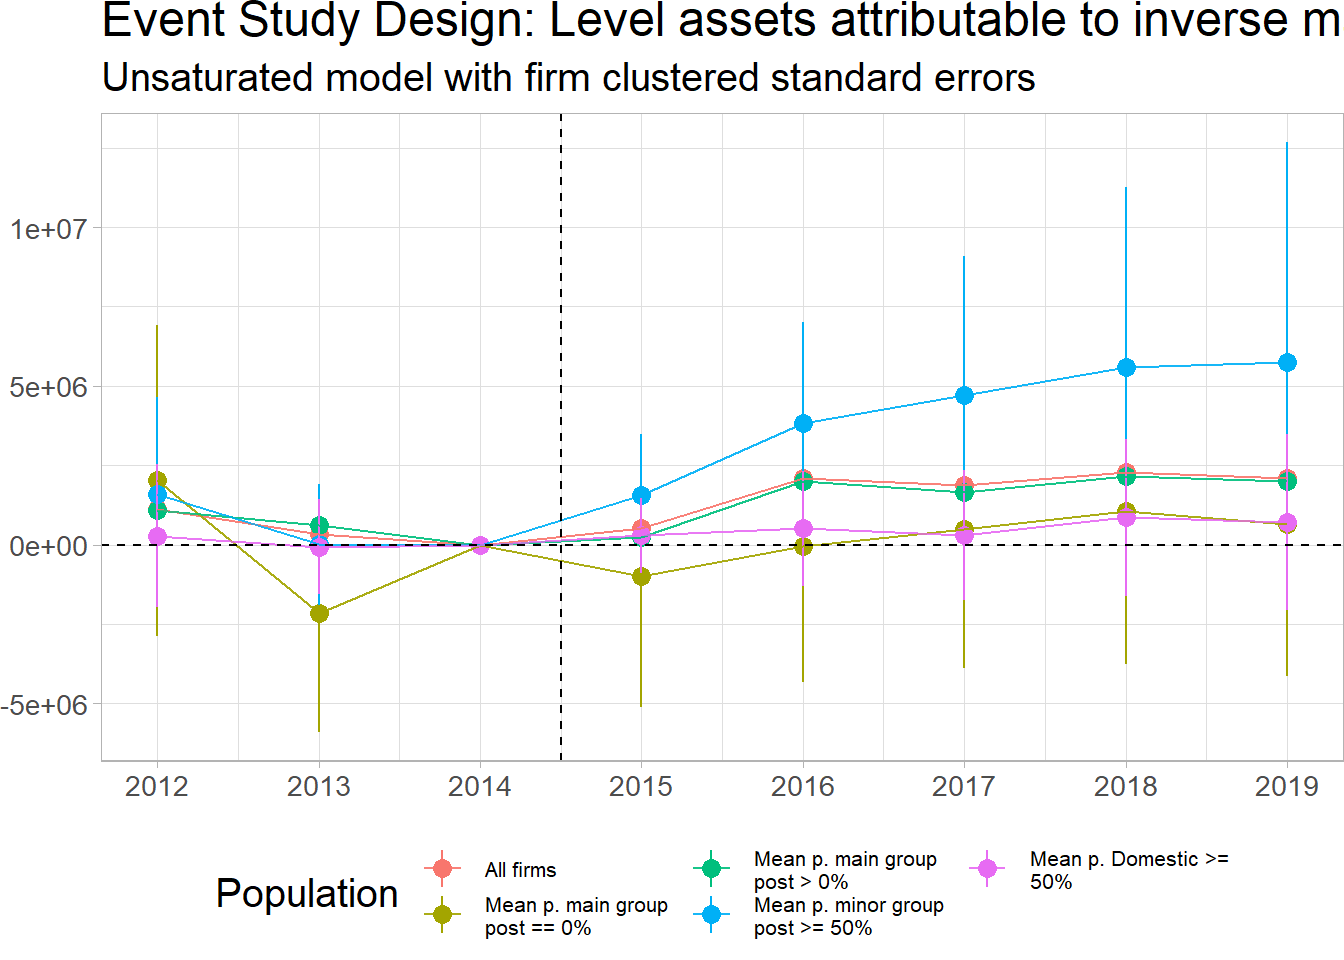 Event Study Design: Level assets attributable to inverse m
Unsaturated model with firm clustered standard errors
1e+07
5e+06
0e+00
-5e+06
2012 2013 2014 2015 2016 2017 2018 2019
Population
All firms
Mean p. main group
post == 0%
Mean p. main group
post > 0%
Mean p. minor group
post >= 50%
Mean p. Domestic >=
50%